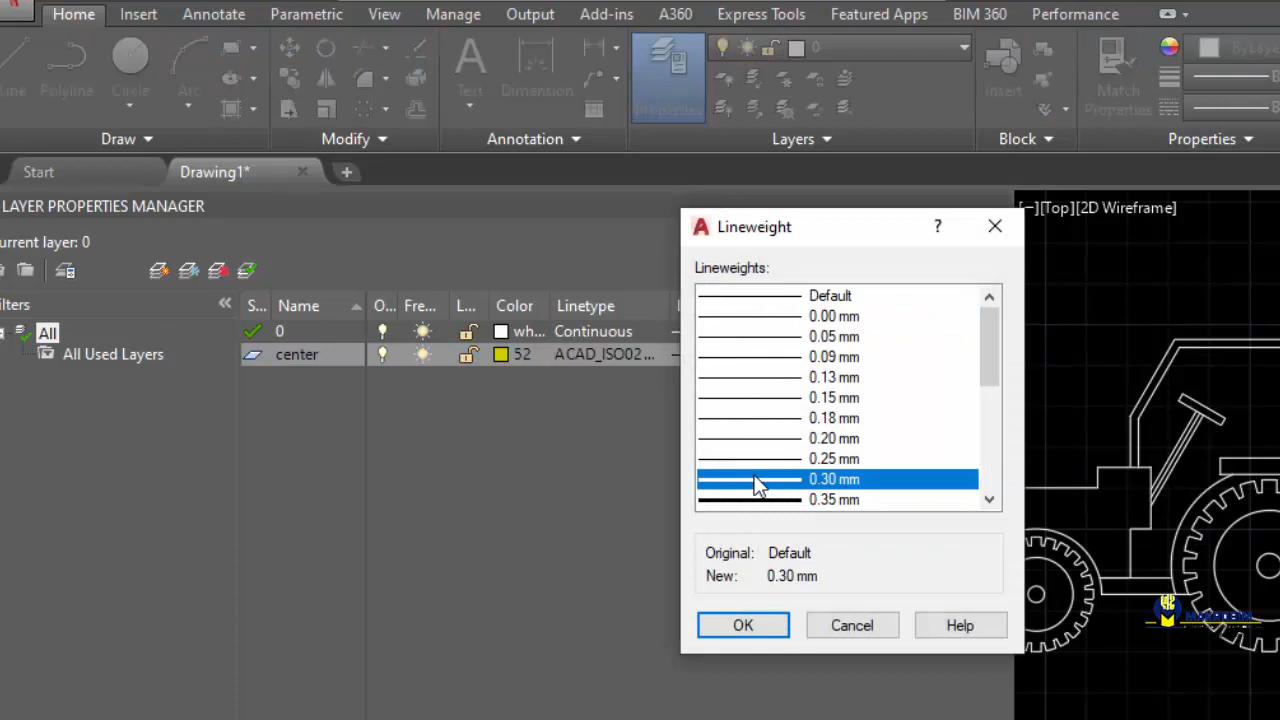 Home Insert Annotate Parametric View Manage Output Add-ins A360 Express Tools Featured Apps BIM 360 Performance
0
Line Polyline Circle Arc Text Dimension Properties Insert Match Properties ByLayer
Draw Modify Annotation Layers Block Properties
Start Drawing1*
LAYER PROPERTIES MANAGER
[−][Top][2D Wireframe]
urrent layer: 0
Lineweight
Lineweights:
ilters
S... Name O... Fre... L... Color Linetype
All
0 wh... Continuous
All Used Layers
center 52 ACAD_ISO02...
Default
0.00 mm
0.05 mm
0.09 mm
0.13 mm
0.15 mm
0.18 mm
0.20 mm
0.25 mm
0.30 mm
0.35 mm
Original: Default
New: 0.30 mm
OK Cancel Help